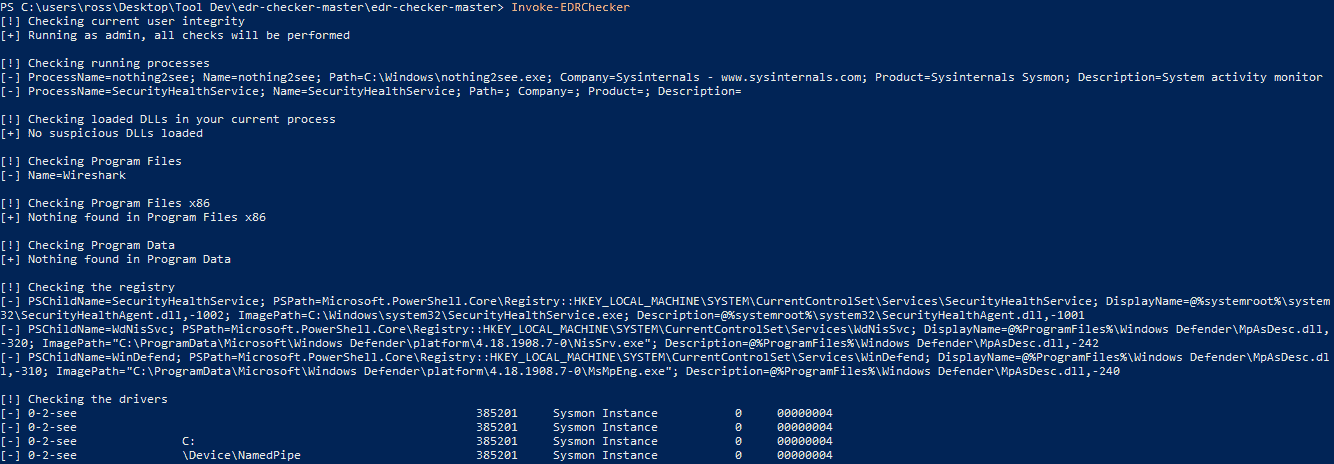 PS C:\users\ross\Desktop\Tool Dev\edr-checker-master\edr-checker-master> Invoke-EDRChecker
[!] Checking current user integrity
[+] Running as admin, all checks will be performed
[!] Checking running processes
[-] ProcessName=nothing2see; Name=nothing2see; Path=C:\Windows\nothing2see.exe; Company=Sysinternals - www.sysinternals.com; Product=Sysinternals Sysmon; Description=System activity monitor
[-] ProcessName=SecurityHealthService; Name=SecurityHealthService; Path=; Company=; Product=; Description=
[!] Checking loaded DLLs in your current process
[+] No suspicious DLLs loaded
[!] Checking Program Files
[-] Name=Wireshark
[!] Checking Program Files x86
[+] Nothing found in Program Files x86
[!] Checking Program Data
[+] Nothing found in Program Data
[!] Checking the registry
[-] PSChildName=SecurityHealthService; PSPath=Microsoft.PowerShell.Core\Registry::HKEY_LOCAL_MACHINE\SYSTEM\CurrentControlSet\Services\SecurityHealthService; DisplayName=@%systemroot%\system
32\SecurityHealthAgent.dll,-1002; ImagePath=C:\Windows\system32\SecurityHealthService.exe; Description=@%systemroot%\system32\SecurityHealthAgent.dll,-1001
[-] PSChildName=WdNisSvc; PSPath=Microsoft.PowerShell.Core\Registry::HKEY_LOCAL_MACHINE\SYSTEM\CurrentControlSet\Services\WdNisSvc; DisplayName=@%ProgramFiles%\Windows Defender\MpAsDesc.dll,
-320; ImagePath="C:\ProgramData\Microsoft\Windows Defender\platform\4.18.1908.7-0\NisSrv.exe"; Description=@%ProgramFiles%\Windows Defender\MpAsDesc.dll,-242
[-] PSChildName=WinDefend; PSPath=Microsoft.PowerShell.Core\Registry::HKEY_LOCAL_MACHINE\SYSTEM\CurrentControlSet\Services\WinDefend; DisplayName=@%ProgramFiles%\Windows Defender\MpAsDesc.dl
l,-310; ImagePath="C:\ProgramData\Microsoft\Windows Defender\platform\4.18.1908.7-0\MsMpEng.exe"; Description=@%ProgramFiles%\Windows Defender\MpAsDesc.dll,-240
[!] Checking the drivers
[-] 0-2-see 385201 Sysmon Instance 0 00000004
[-] 0-2-see 385201 Sysmon Instance 0 00000004
[-] 0-2-see C: 385201 Sysmon Instance 0 00000004
[-] 0-2-see \Device\NamedPipe 385201 Sysmon Instance 0 00000004